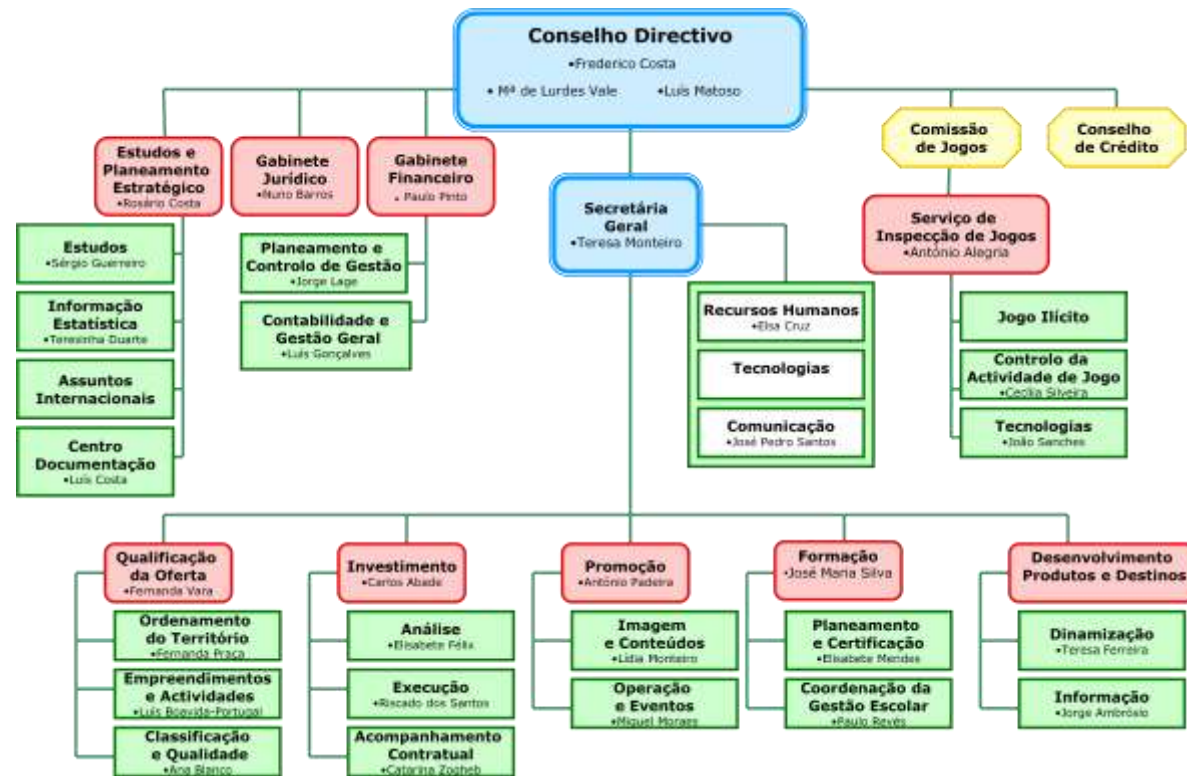 Conselho Directivo
•Frederico Costa
• Mª de Lurdes Vale •Luís Matoso
Comissão
de Jogos
Conselho
de Crédito
Estudos e
Planeamento
Estratégico
•Rosário Costa
Gabinete
Jurídico
•Nuno Barros
Gabinete
Financeiro
• Paulo Pinto
Secretária
Geral
•Teresa Monteiro
Serviço de
Inspecção de Jogos
•António Alegria
Estudos
•Sérgio Guerreiro
Informação
Estatística
•Teresinha Duarte
Assuntos
Internacionais
Centro
Documentação
•Luís Costa
Planeamento e
Controlo de Gestão
•Jorge Lage
Contabilidade e
Gestão Geral
•Luís Gonçalves
Recursos Humanos
•Elsa Cruz
Tecnologias
Comunicação
•José Pedro Santos
Jogo Ilícito
Controlo da
Actividade de Jogo
•Cecília Silveira
Tecnologias
•João Sanches
Qualificação
da Oferta
•Fernanda Vara
Ordenamento
do Território
•Fernanda Praça
Empreendimentos
e Actividades
•Luís Boavida-Portugal
Classificação
e Qualidade
•Ana Blanco
Investimento
•Carlos Abade
Análise
•Elisabete Félix
Execução
•Riscado dos Santos
Acompanhamento
Contratual
•Catarina Zogheb
Promoção
•António Padeira
Imagem
e Conteúdos
•Lídia Monteiro
Operação
e Eventos
•Miguel Moraes
Formação
•José Maria Silva
Planeamento
e Certificação
•Elisabete Mendes
Coordenação da
Gestão Escolar
•Paulo Revés
Desenvolvimento
Produtos e Destinos
Dinamização
•Teresa Ferreira
Informação
•Jorge Ambrósio